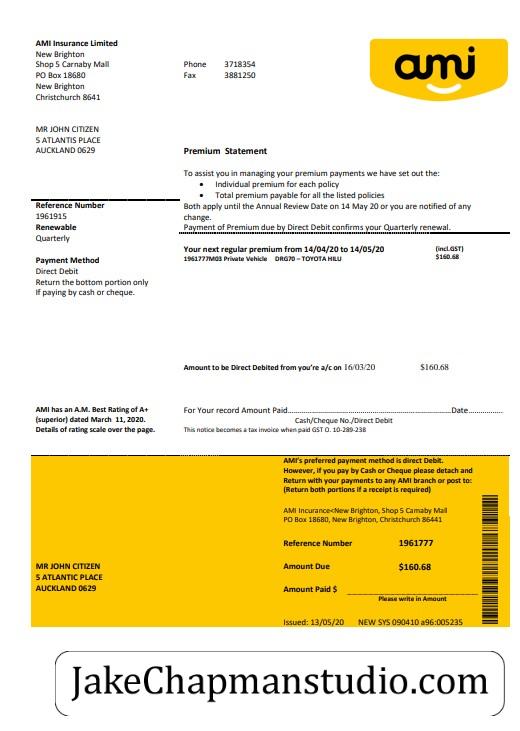 AMI Insurance Limited
New Brighton
Shop 5 Carnaby Mall
PO Box 18680
New Brighton
Christchurch 8641
Phone 3718354
Fax 3881250
ami
MR JOHN CITIZEN
5 ATLANTIS PLACE
AUCKLAND 0629
Premium Statement
To assist you in managing your premium payments we have set out the:
• Individual premium for each policy
• Total premium payable for all the listed policies
Both apply until the Annual Review Date on 14 May 20 or you are notified of any
change.
Payment of Premium due by Direct Debit confirms your Quarterly renewal.
Reference Number
1961915
Renewable
Quarterly
Payment Method
Direct Debit
Return the bottom portion only
If paying by cash or cheque.
Your next regular premium from 14/04/20 to 14/05/20 (incl.GST)
1961777M03 Private Vehicle DRG70 – TOYOTA HILU $160.68
Amount to be Direct Debited from you're a/c on 16/03/20 $160.68
AMI has an A.M. Best Rating of A+
(superior) dated March 11, 2020.
Details of rating scale over the page.
For Your record Amount Paid......Date......
Cash/Cheque No./Direct Debit
This notice becomes a tax invoice when paid GST O. 10-289-238
AMI's preferred payment method is direct Debit.
However, if you pay by Cash or Cheque please detach and
Return with your payments to any AMI branch or post to:
(Return both portions if a receipt is required)
AMI Insurance<New Brighton, Shop 5 Carnaby Mall
PO Box 18680, New Brighton, Christchurch 86441
Reference Number 1961777
MR JOHN CITIZEN
5 ATLANTIC PLACE
AUCKLAND 0629
Amount Due $160.68
Amount Paid $ ____________________
Please write in Amount
Issued: 13/05/20 NEW SYS 090410 a96:005235
JakeChapmanstudio.com